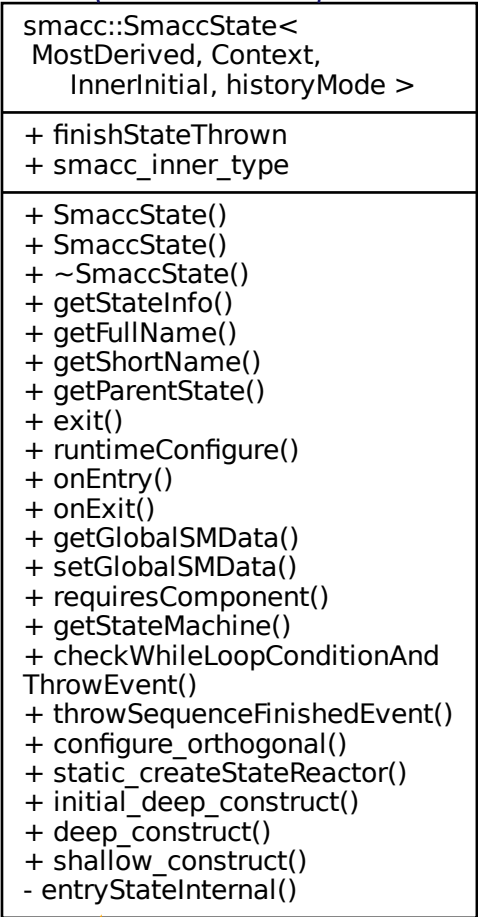 smacc::SmaccState<
MostDerived, Context,
InnerInitial, historyMode >
+ finishStateThrown
+ smacc_inner_type
+ SmaccState()
+ SmaccState()
+ ~SmaccState()
+ getStateInfo()
+ getFullName()
+ getShortName()
+ getParentState()
+ exit()
+ runtimeConfigure()
+ onEntry()
+ onExit()
+ getGlobalSMData()
+ setGlobalSMData()
+ requiresComponent()
+ getStateMachine()
+ checkWhileLoopConditionAnd
ThrowEvent()
+ throwSequenceFinishedEvent()
+ configure_orthogonal()
+ static_createStateReactor()
+ initial_deep_construct()
+ deep_construct()
+ shallow_construct()
- entryStateInternal()